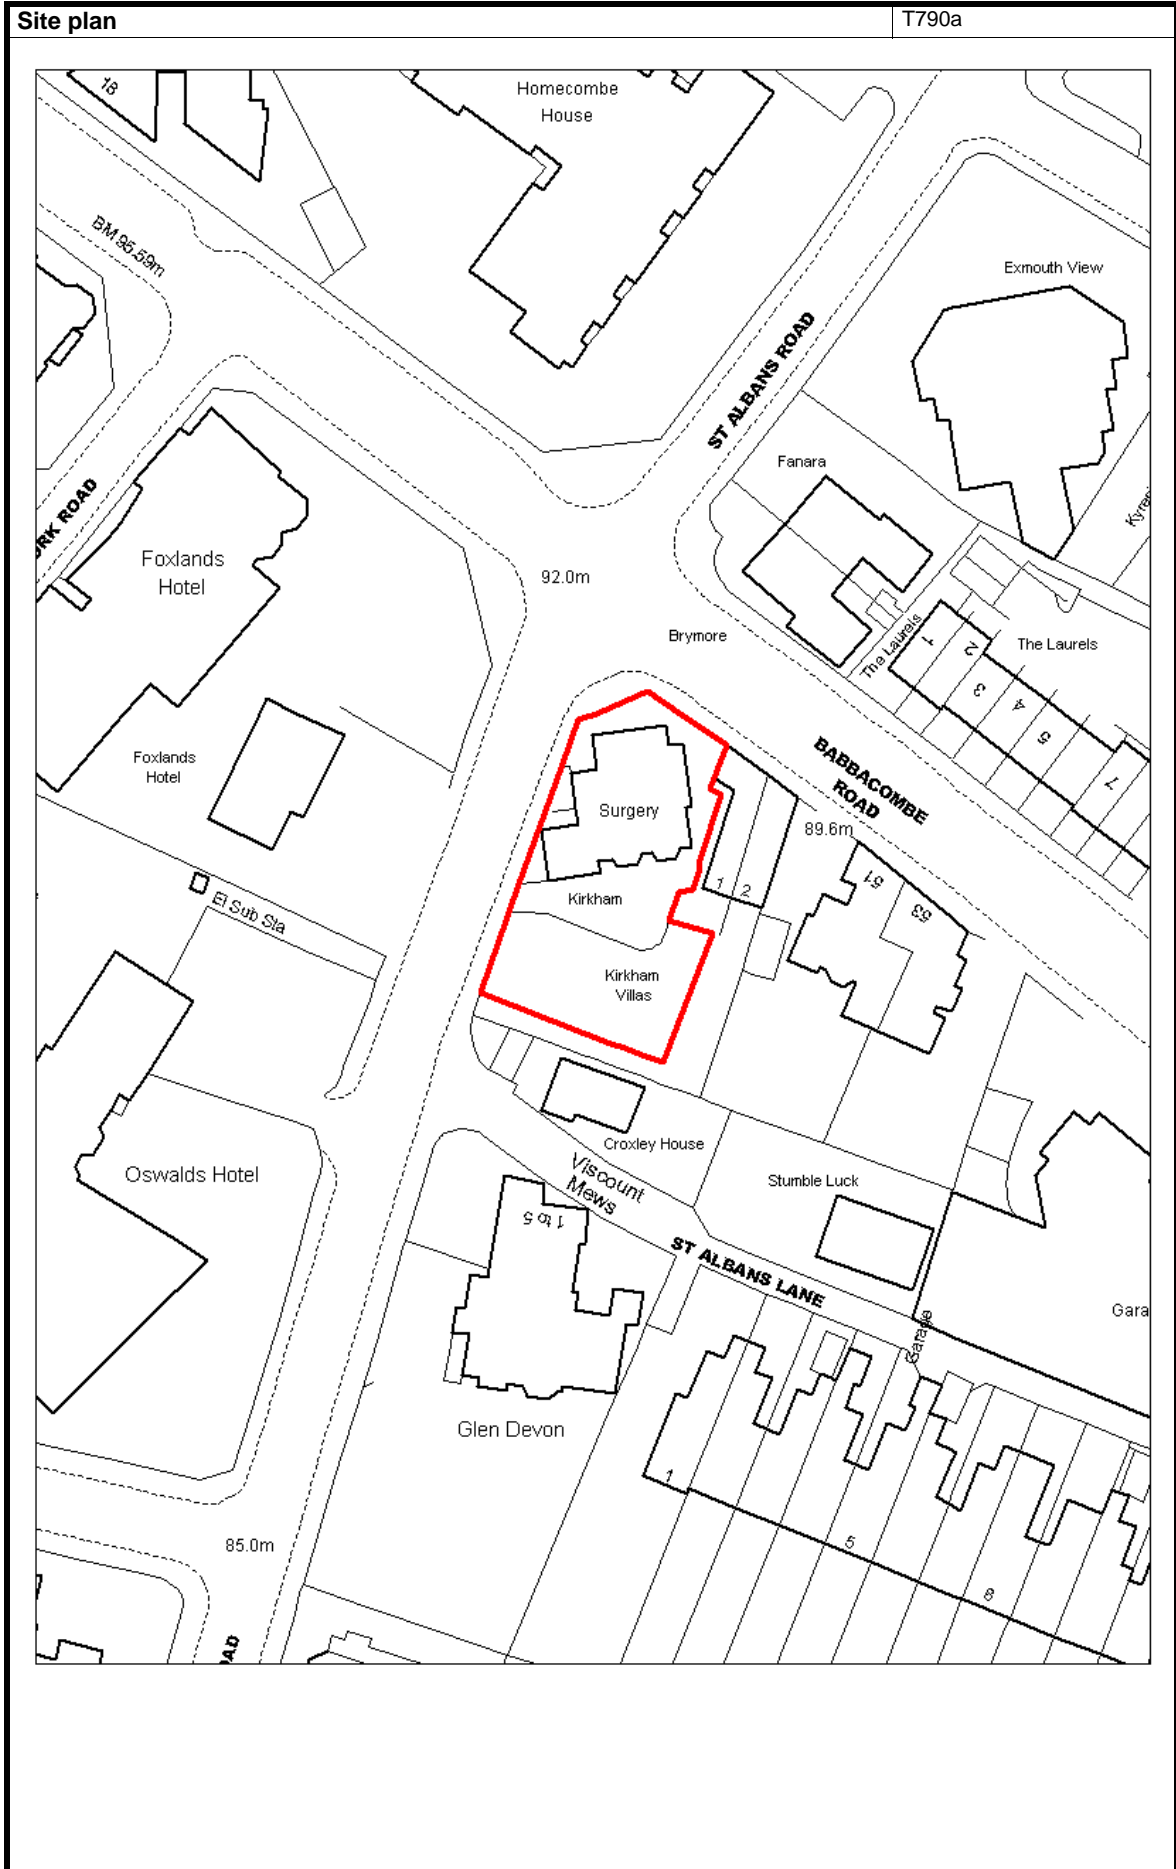 Site plan
T790a
18
Homecombe
House
BM 95.59m
Exmouth View
ST ALBANS ROAD
Fanara
Foxlands
Hotel
92.0m
Brymore
The Laurels
1
2
3
4
5
7
The Laurels
Foxlands
Hotel
BABBACOMBE
ROAD
89.6m
Surgery
1
2
51
53
Kirkham
El Sub Sta
Kirkham
Villas
Croxley House
Oswalds Hotel
Viscount
Mews
Stumble Luck
1 to 5
ST ALBANS LANE
Garage
Gara
Glen Devon
1
5
8
85.0m